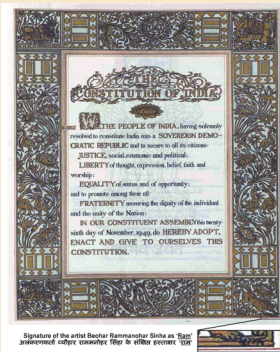 THE
CONSTITUTION OF INDIA
WE, THE PEOPLE OF INDIA, having solemnly
resolved to constitute India into a SOVEREIGN DEMO-
CRATIC REPUBLIC and to secure to all its citizens:
JUSTICE, social, economic and political;
LIBERTY of thought, expression, belief, faith and
worship;
EQUALITY of status and of opportunity;
and to promote among them all
FRATERNITY assuring the dignity of the individual
and the unity of the Nation;
IN OUR CONSTITUENT ASSEMBLY this twenty-
sixth day of November, 1949, do HEREBY ADOPT,
ENACT AND GIVE TO OURSELVES THIS
CONSTITUTION.
Signature of the artist Beohar Rammanohar Sinha as 'Ram'
अलंकरणकर्ता ब्यौहार राममनोहर सिंहा के संक्षिप्त हस्ताक्षर 'राम'